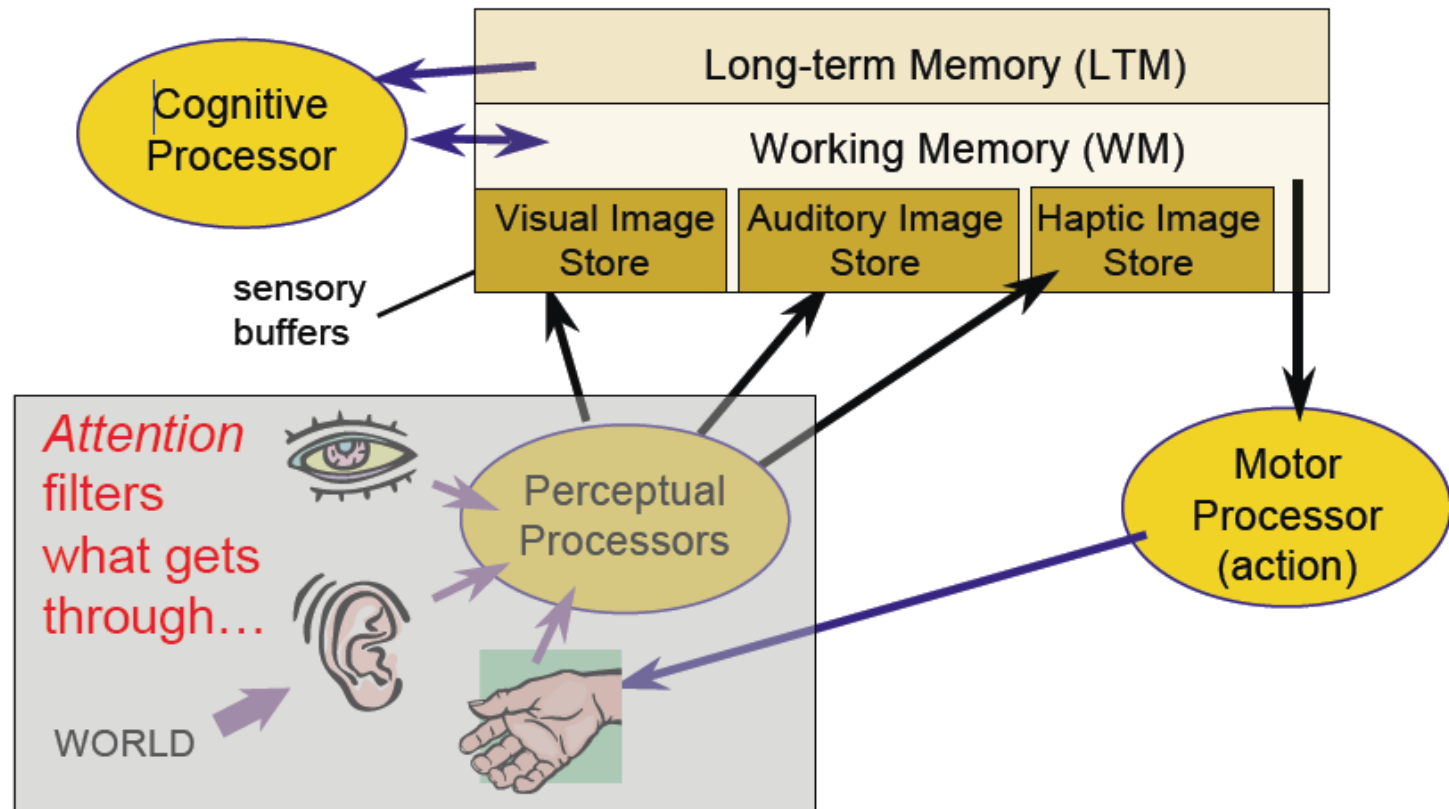 Long-term Memory (LTM)
Cognitive
Processor
Working Memory (WM)
Visual Image
Store
Auditory Image
Store
Haptic Image
Store
sensory
buffers
Attention
filters
what gets
through…
Perceptual
Processors
Motor
Processor
(action)
WORLD